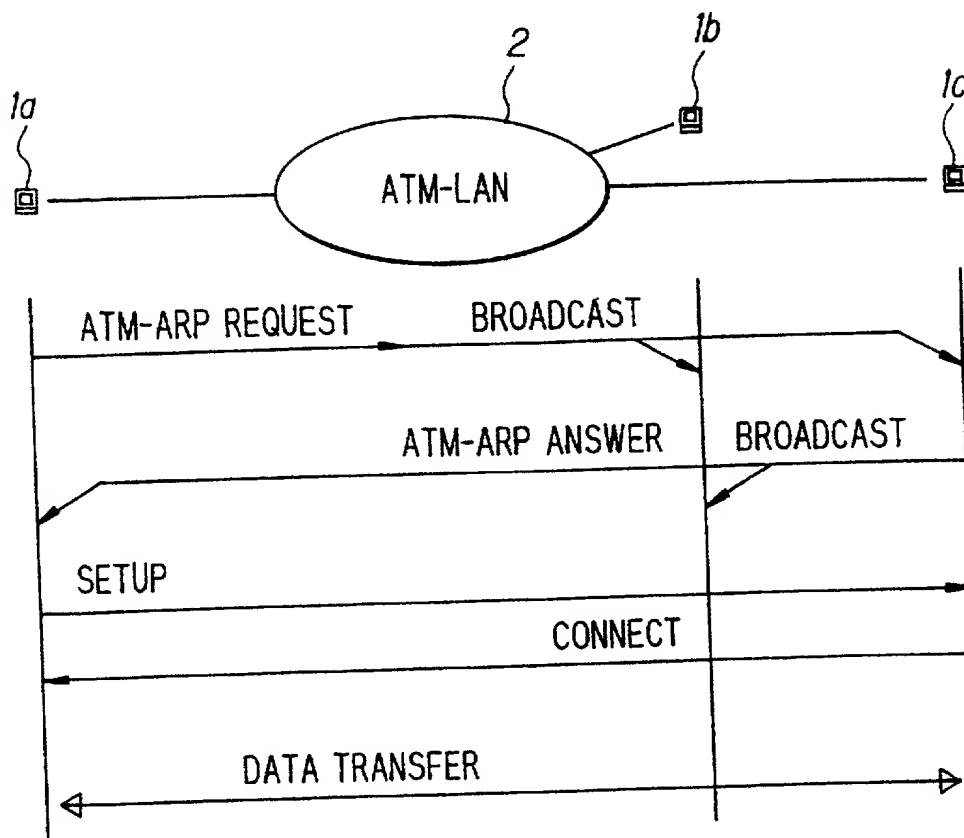 2
1b
1a
1c
ATM-LAN
ATM-ARP REQUEST
BROADCAST
ATM-ARP ANSWER
BROADCAST
SETUP
CONNECT
DATA TRANSFER